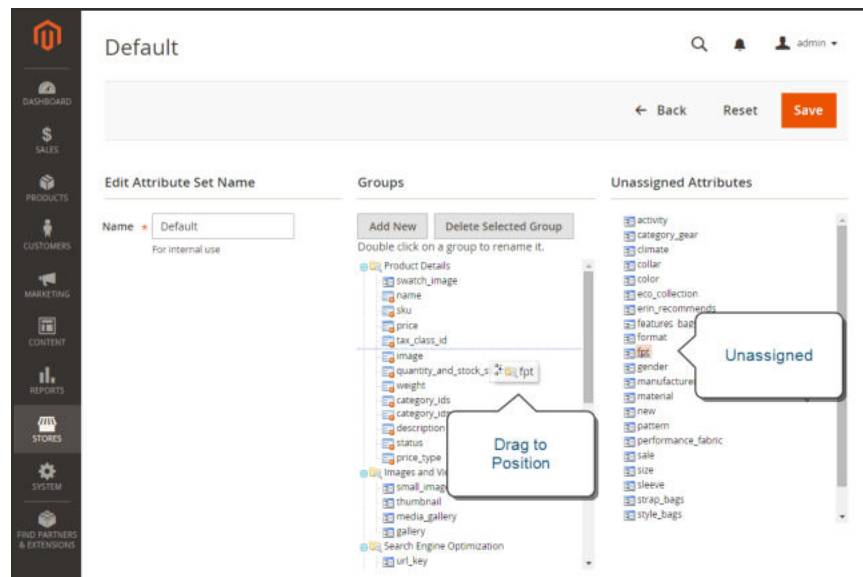 Default
admin
← Back
Reset
Save
DASHBOARD
SALES
PRODUCTS
CUSTOMERS
MARKETING
CONTENT
REPORTS
STORES
SYSTEM
FIND PARTNERS
& EXTENSIONS
Edit Attribute Set Name
Name *
Default
For internal use
Groups
Add New
Delete Selected Group
Double click on a group to rename it.
Product Details
swatch_image
name
sku
price
tax_class_id
image
quantity_and_stock_s
fpt
weight
category_ids
category_ids
description
status
price_type
Images and Vi
small_image
thumbnail
media_gallery
gallery
Search Engine Optimization
url_key
Drag to
Position
Unassigned Attributes
activity
category_gear
climate
collar
color
eco_collection
erin_recommends
features_bags
format
fpt
gender
manufacturer
material
new
pattern
performance_fabric
sale
size
sleeve
strap_bags
style_bags
Unassigned